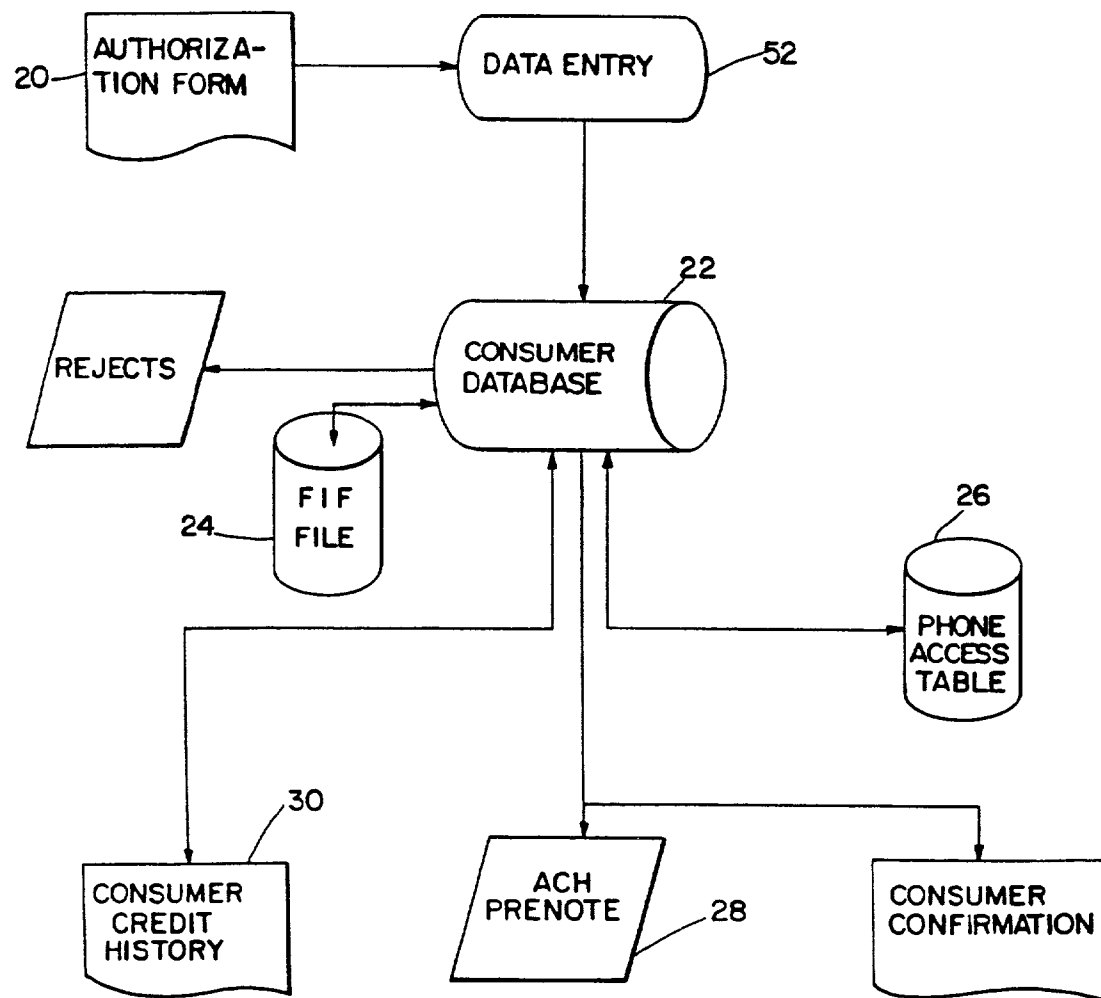 AUTHORIZA-
TION FORM
20
DATA ENTRY
52
22
CONSUMER
DATABASE
REJECTS
FIF
FILE
24
26
PHONE
ACCESS
TABLE
30
CONSUMER
CREDIT
HISTORY
ACH
PRENOTE
28
CONSUMER
CONFIRMATION